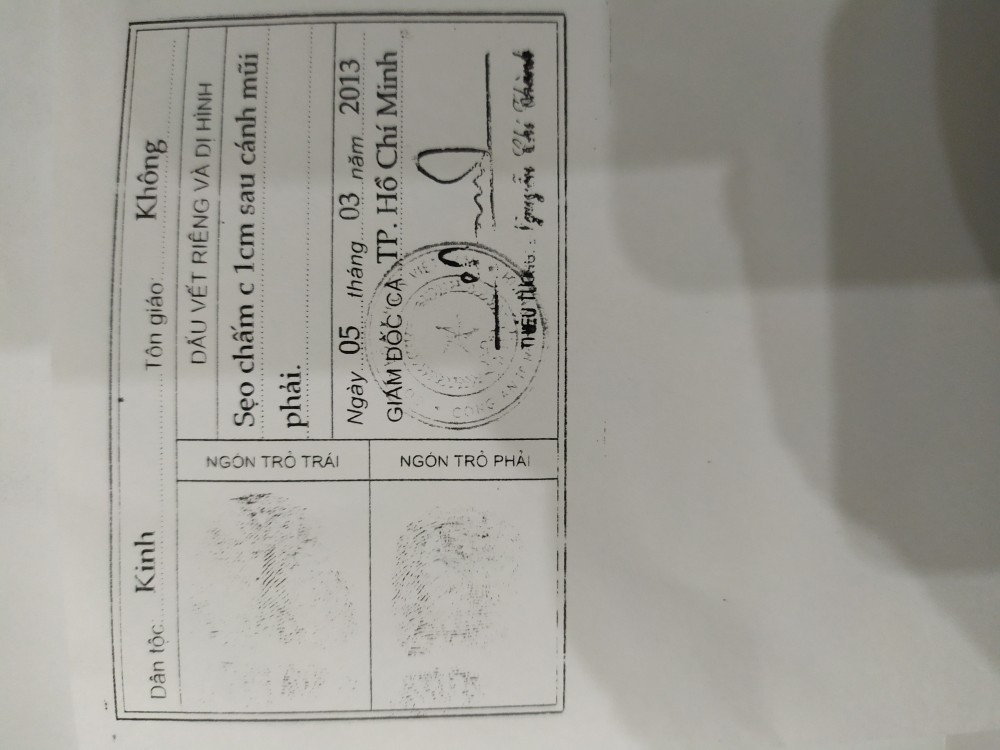 Dân tộc: Kinh Tôn giáo: Không
DẤU VẾT RIÊNG VÀ DỊ HÌNH
Sẹo chấm c 1cm sau cánh mũi
phải.
Ngày 05 tháng 03 năm 2013
GIÁM ĐỐC CA TP. Hồ Chí Minh
NGÓN TRỎ TRÁI
NGÓN TRỎ PHẢI
CÔNG AN